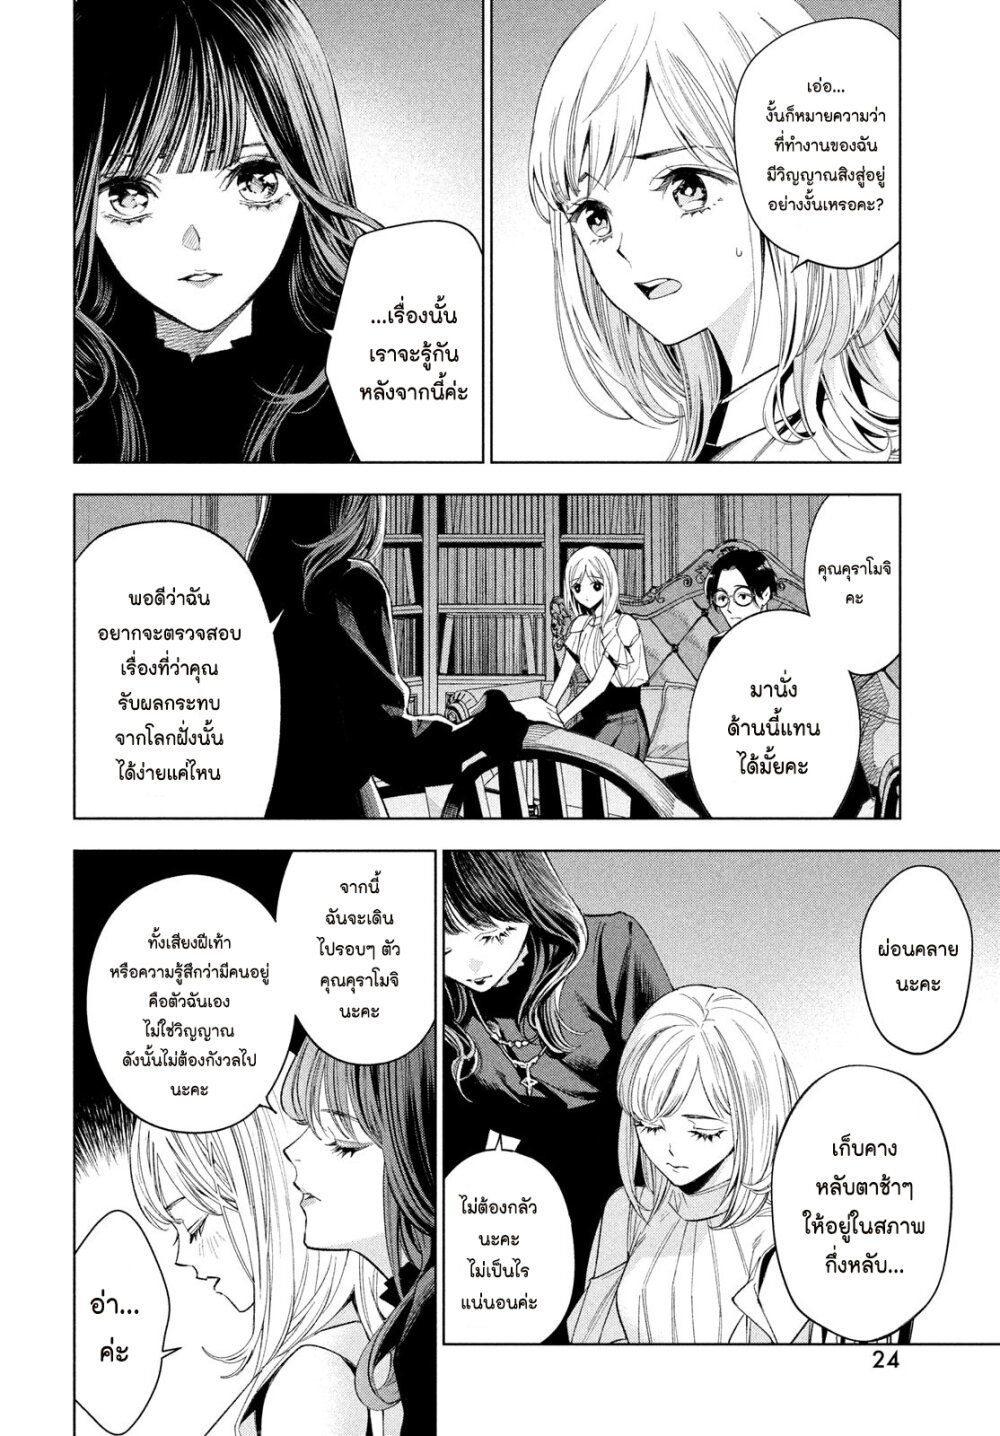 เอ่อ...
งั้นก็หมายความว่า
ที่ทำงานของฉัน
มีวิญญาณสิงสู่อยู่
อย่างงั้นเหรอคะ?
...เรื่องนั้น
เราจะรู้กัน
หลังจากนี้ค่ะ
คุณคุราโมจิ
คะ
มานั่ง
ด้านนี้แทน
ได้มั้ยคะ
พอดีว่าฉัน
อยากจะตรวจสอบ
เรื่องที่ว่าคุณ
รับผลกระทบ
จากโลกฝั่งนั้น
ได้ง่ายแค่ไหน
ผ่อนคลาย
นะคะ
เก็บคาง
หลับตาช้าๆ
ให้อยู่ในสภาพ
กึ่งหลับ...
ไม่ต้องกลัว
นะคะ
ไม่เป็นไร
แน่นอนค่ะ
จากนี้
ฉันจะเดิน
ไปรอบๆ ตัว
คุณคุราโมจิ
นะคะ
ทั้งเสียงฝีเท้า
หรือความรู้สึกว่ามีคนอยู่
คือตัวฉันเอง
ไม่ใช่วิญญาณ
ดังนั้นไม่ต้องกังวลไป
นะคะ
อ่า...
ค่ะ
24